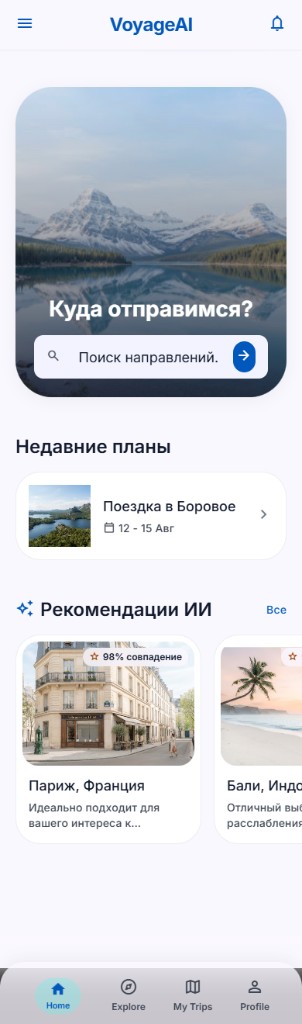 VoyageAI
Куда отправимся?
Поиск направлений.
Недавние планы
Поездка в Боровое
12 - 15 Авг
Рекомендации ИИ
Все
98% совпадение
Париж, Франция
Идеально подходит для
вашего интереса к...
Бали, Индо
Отличный выб
расслабления
Home
Explore
My Trips
Profile